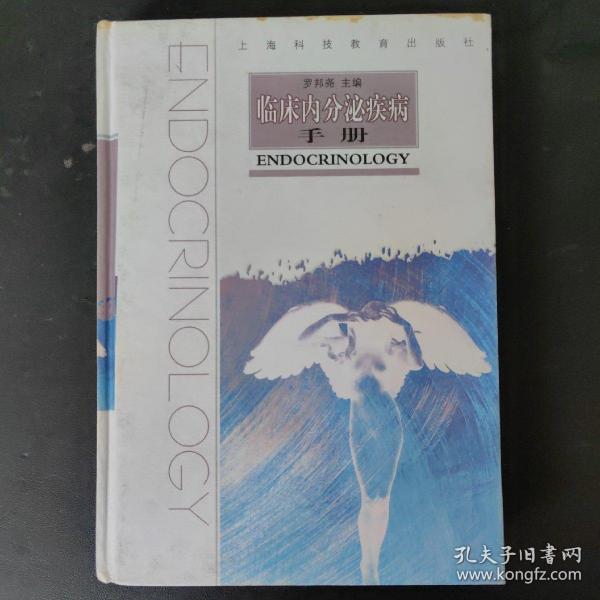 上海科技教育出版社
罗邦尧 主编
临床内分泌疾病
手册
ENDOCRINOLOGY
ENDOCRINOLOGY
孔夫子旧书网
www.kongfz.com